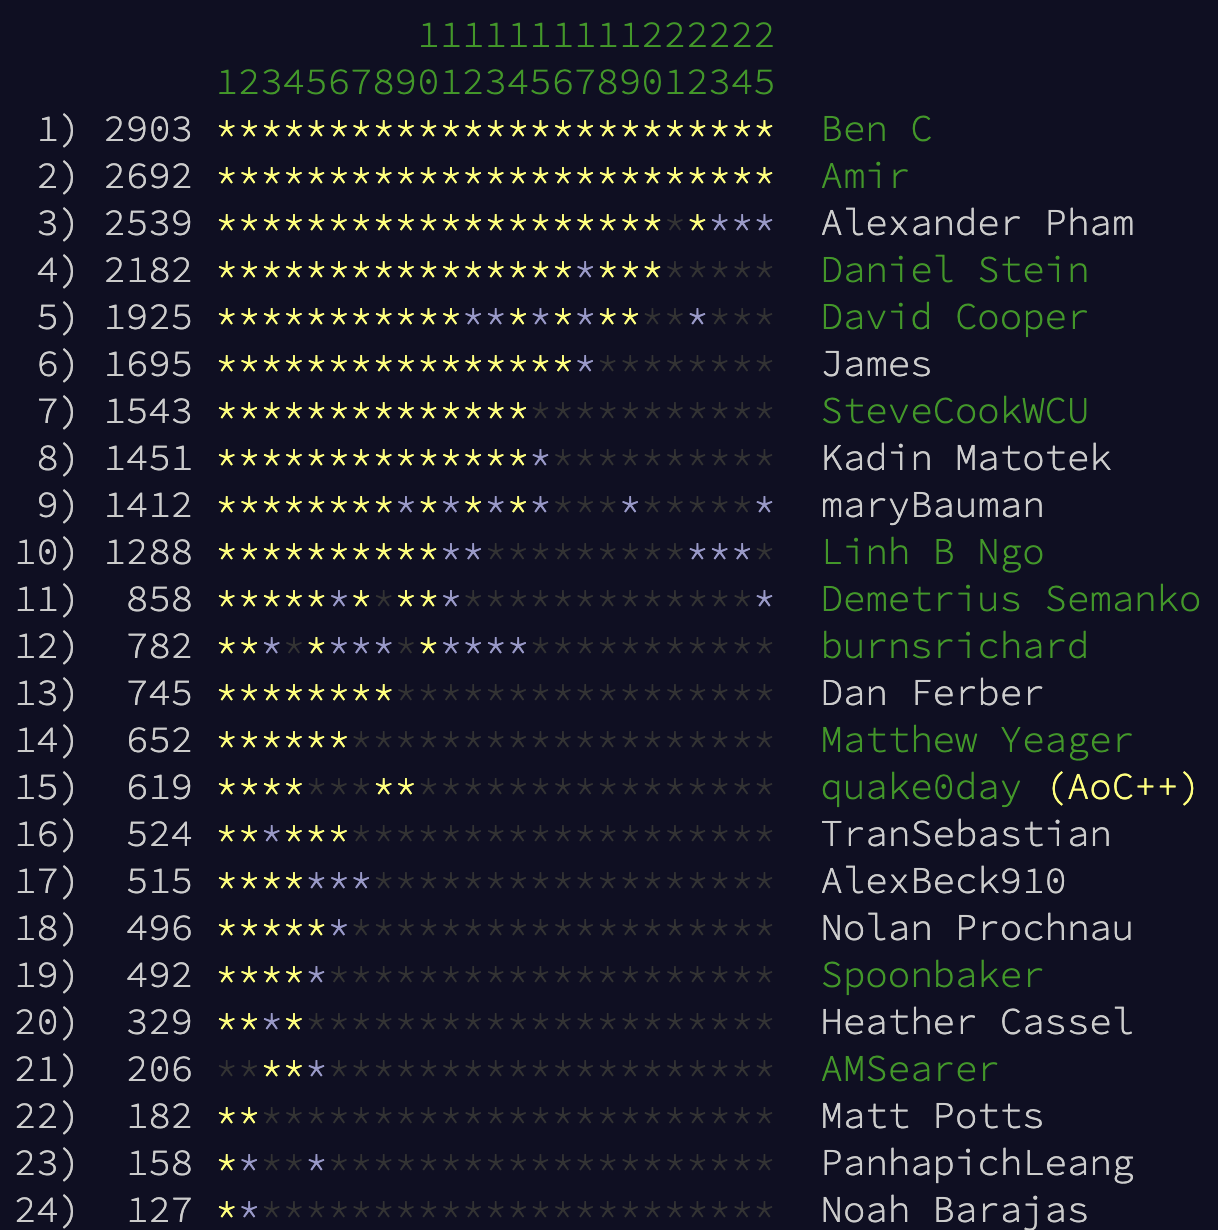 1111111111222222
1234567890123456789012345
1) 2903 ************************* Ben C
2) 2692 ************************* Amir
3) 2539 ************************* Alexander Pham
4) 2182 ************************* Daniel Stein
5) 1925 ************************* David Cooper
6) 1695 ************************* James
7) 1543 ************************* SteveCookWCU
8) 1451 ************************* Kadin Matotek
9) 1412 ************************* maryBauman
10) 1288 ************************* Linh B Ngo
11) 858 ************************* Demetrius Semanko
12) 782 ************************* burnsrichard
13) 745 ************************* Dan Ferber
14) 652 ************************* Matthew Yeager
15) 619 ************************* quake0day (AoC++)
16) 524 ************************* TranSebastian
17) 515 ************************* AlexBeck910
18) 496 ************************* Nolan Prochnau
19) 492 ************************* Spoonbaker
20) 329 ************************* Heather Cassel
21) 206 ************************* AMSearer
22) 182 ************************* Matt Potts
23) 158 ************************* PanhapichLeang
24) 127 ************************* Noah Barajas